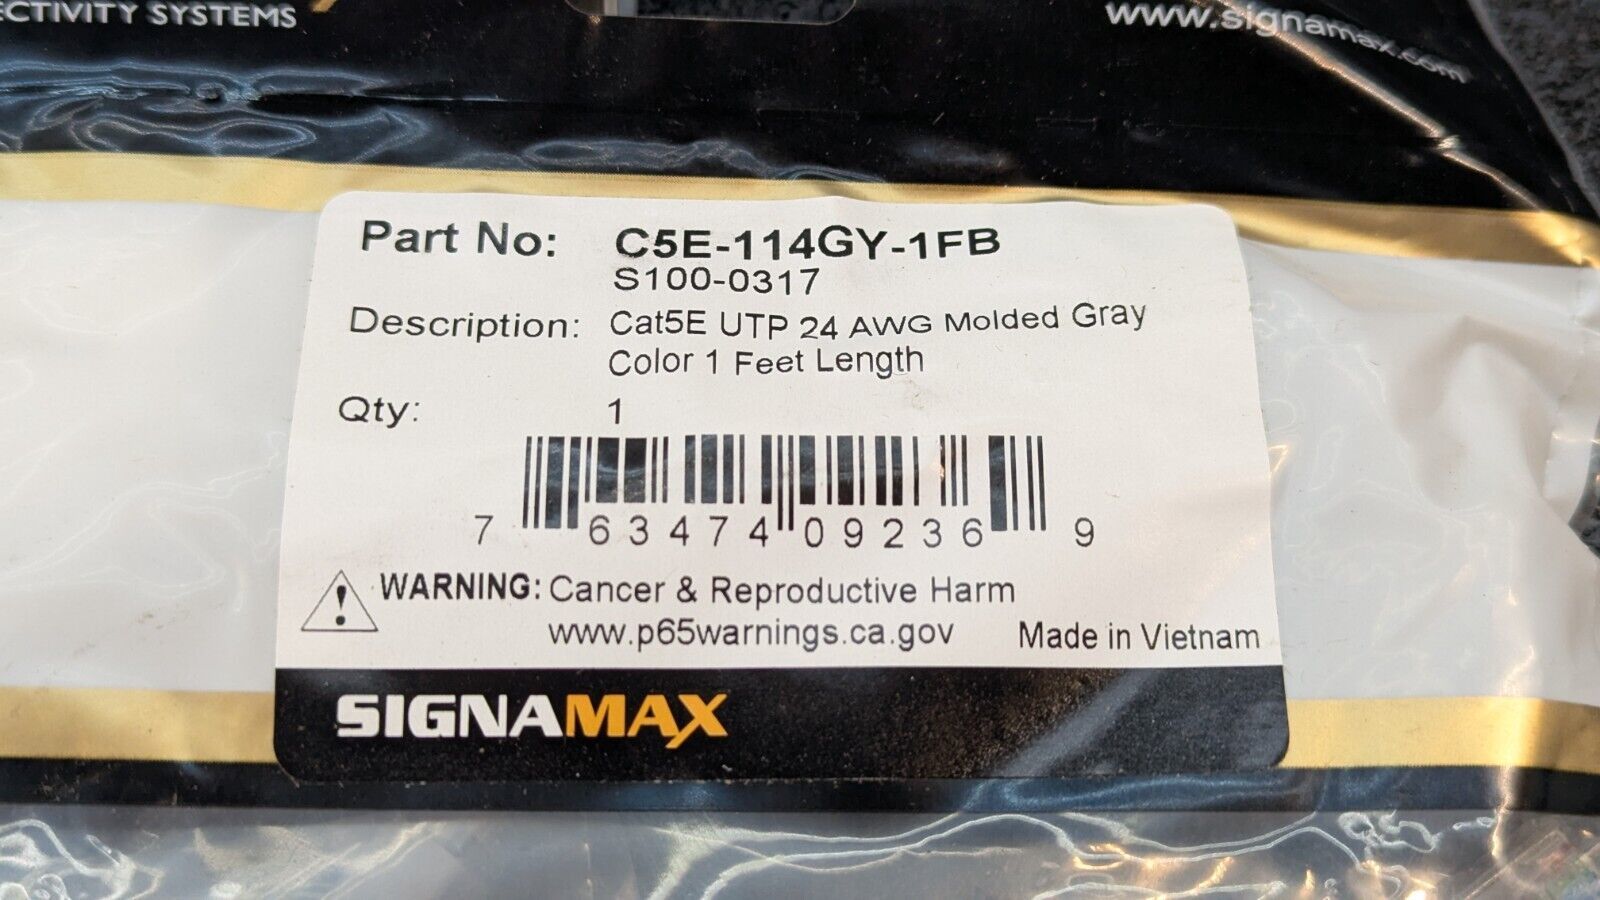 ECTIVITY SYSTEMS
www.signamax.com
Part No: C5E-114GY-1FB
S100-0317
Description: Cat5E UTP 24 AWG Molded Gray
Color 1 Feet Length
Qty: 1
7 63474 09236 9
WARNING: Cancer & Reproductive Harm
www.p65warnings.ca.gov Made in Vietnam
SIGNAMAX